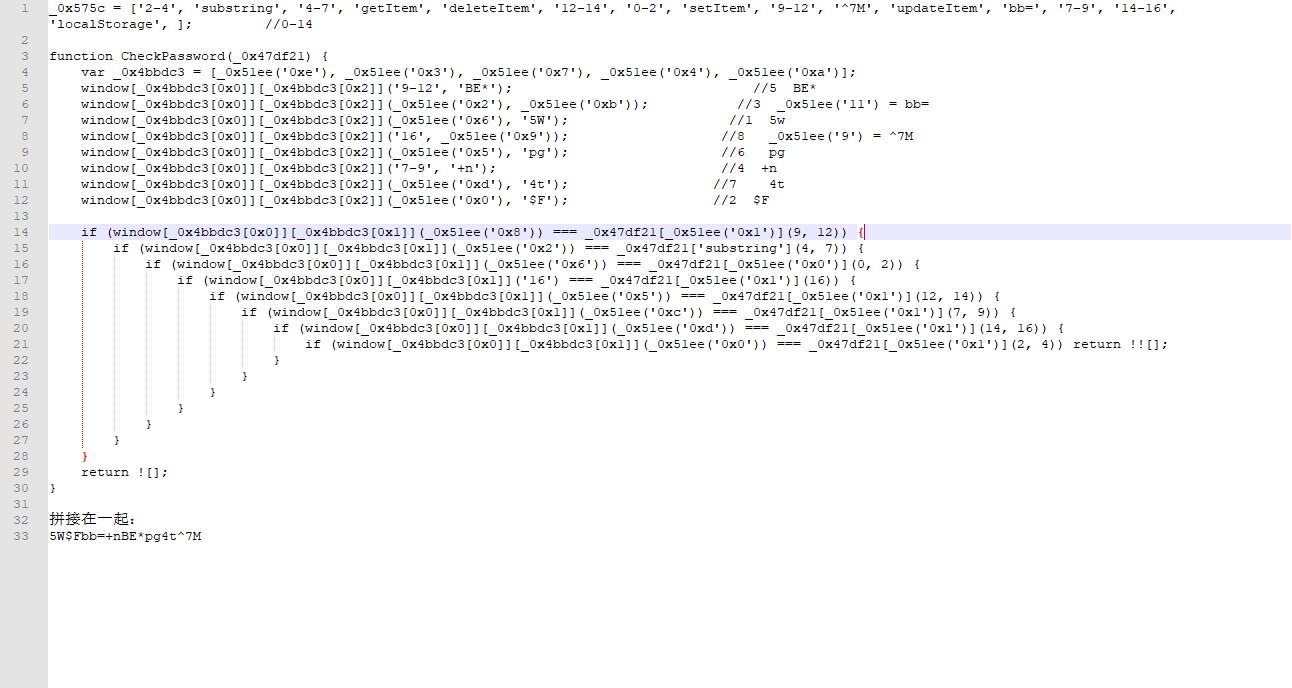 1 _0x575c = ['2-4', 'substring', '4-7', 'getItem', 'deleteItem', '12-14', '0-2', 'setItem', '9-12', '^7M', 'updateItem', 'bb=', '7-9', '14-16',
'localStorage', ]; //0-14
2
3 function CheckPassword(_0x47df21) {
4 var _0x4bbdc3 = [_0x51ee('0xe'), _0x51ee('0x3'), _0x51ee('0x7'), _0x51ee('0x4'), _0x51ee('0xa')];
5 window[_0x4bbdc3[0x0]][_0x4bbdc3[0x2]]('9-12', 'BE*'); //5 BE*
6 window[_0x4bbdc3[0x0]][_0x4bbdc3[0x2]](_0x51ee('0x2'), _0x51ee('0xb')); //3 _0x51ee('11') = bb=
7 window[_0x4bbdc3[0x0]][_0x4bbdc3[0x2]](_0x51ee('0x6'), '5W'); //1 5w
8 window[_0x4bbdc3[0x0]][_0x4bbdc3[0x2]]('16', _0x51ee('0x9')); //8 _0x51ee('9') = ^7M
9 window[_0x4bbdc3[0x0]][_0x4bbdc3[0x2]](_0x51ee('0x5'), 'pg'); //6 pg
10 window[_0x4bbdc3[0x0]][_0x4bbdc3[0x2]]('7-9', '+n'); //4 +n
11 window[_0x4bbdc3[0x0]][_0x4bbdc3[0x2]](_0x51ee('0xd'), '4t'); //7 4t
12 window[_0x4bbdc3[0x0]][_0x4bbdc3[0x2]](_0x51ee('0x0'), '$F'); //2 $F
13
14 if (window[_0x4bbdc3[0x0]][_0x4bbdc3[0x1]](_0x51ee('0x8')) === _0x47df21[_0x51ee('0x1')](9, 12)) {
15 if (window[_0x4bbdc3[0x0]][_0x4bbdc3[0x1]](_0x51ee('0x2')) === _0x47df21['substring'](4, 7)) {
16 if (window[_0x4bbdc3[0x0]][_0x4bbdc3[0x1]](_0x51ee('0x6')) === _0x47df21[_0x51ee('0x0')](0, 2)) {
17 if (window[_0x4bbdc3[0x0]][_0x4bbdc3[0x1]]('16') === _0x47df21[_0x51ee('0x1')](16)) {
18 if (window[_0x4bbdc3[0x0]][_0x4bbdc3[0x1]](_0x51ee('0x5')) === _0x47df21[_0x51ee('0x1')](12, 14)) {
19 if (window[_0x4bbdc3[0x0]][_0x4bbdc3[0x1]](_0x51ee('0xc')) === _0x47df21[_0x51ee('0x1')](7, 9)) {
20 if (window[_0x4bbdc3[0x0]][_0x4bbdc3[0x1]](_0x51ee('0xd')) === _0x47df21[_0x51ee('0x1')](14, 16)) {
21 if (window[_0x4bbdc3[0x0]][_0x4bbdc3[0x1]](_0x51ee('0x0')) === _0x47df21[_0x51ee('0x1')](2, 4)) return !![];
22 }
23 }
24 }
25 }
26 }
27 }
28 }
29 return ![];
30 }
31
32 拼接在一起：
33 5W$Fbb=+nBE*pg4t^7M